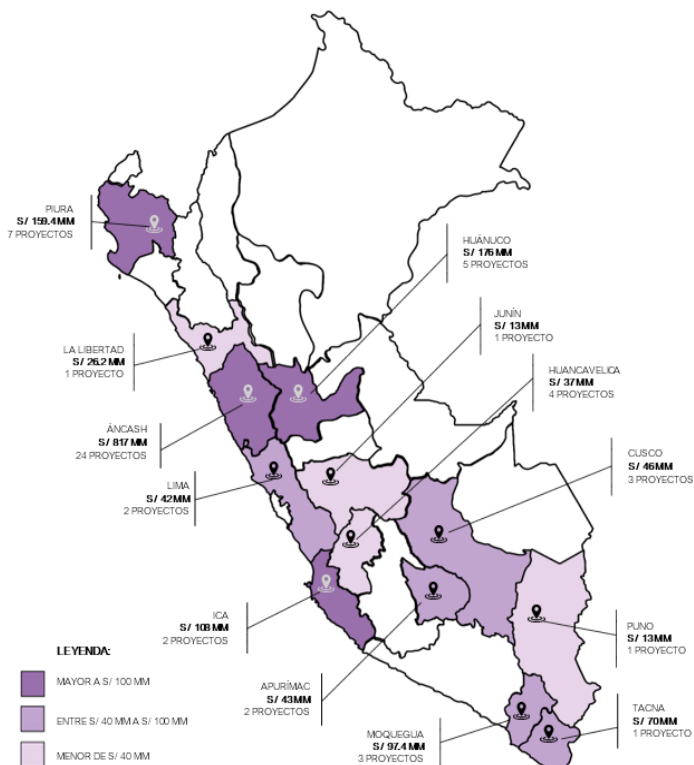 PIURA
S/ 159.4 MM
7 PROYECTOS
HUÁNUCO
S/ 176 MM
5 PROYECTOS
JUNÍN
S/ 13 MM
1 PROYECTO
LA LIBERTAD
S/ 26.2 MM
1 PROYECTO
HUANCAVELICA
S/ 37 MM
4 PROYECTOS
ÁNCASH
S/ 817 MM
24 PROYECTOS
CUSCO
S/ 46 MM
3 PROYECTOS
LIMA
S/ 42 MM
2 PROYECTOS
ICA
S/ 108 MM
2 PROYECTOS
PUNO
S/ 13 MM
1 PROYECTO
APURÍMAC
S/ 43 MM
2 PROYECTOS
TACNA
S/ 70 MM
1 PROYECTO
MOQUEGUA
S/ 97.4 MM
3 PROYECTOS
LEYENDA:
MAYOR A S/ 100 MM
ENTRE S/ 40 MM A S/ 100 MM
MENOR DE S/ 40 MM